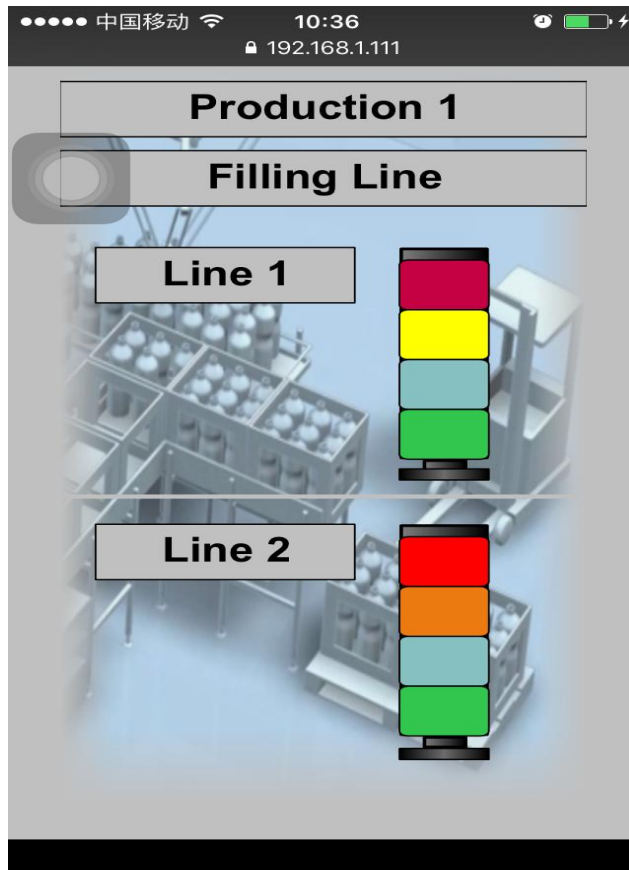 中国移动 10:36
192.168.1.111
Production 1
Filling Line
Line 1
Line 2